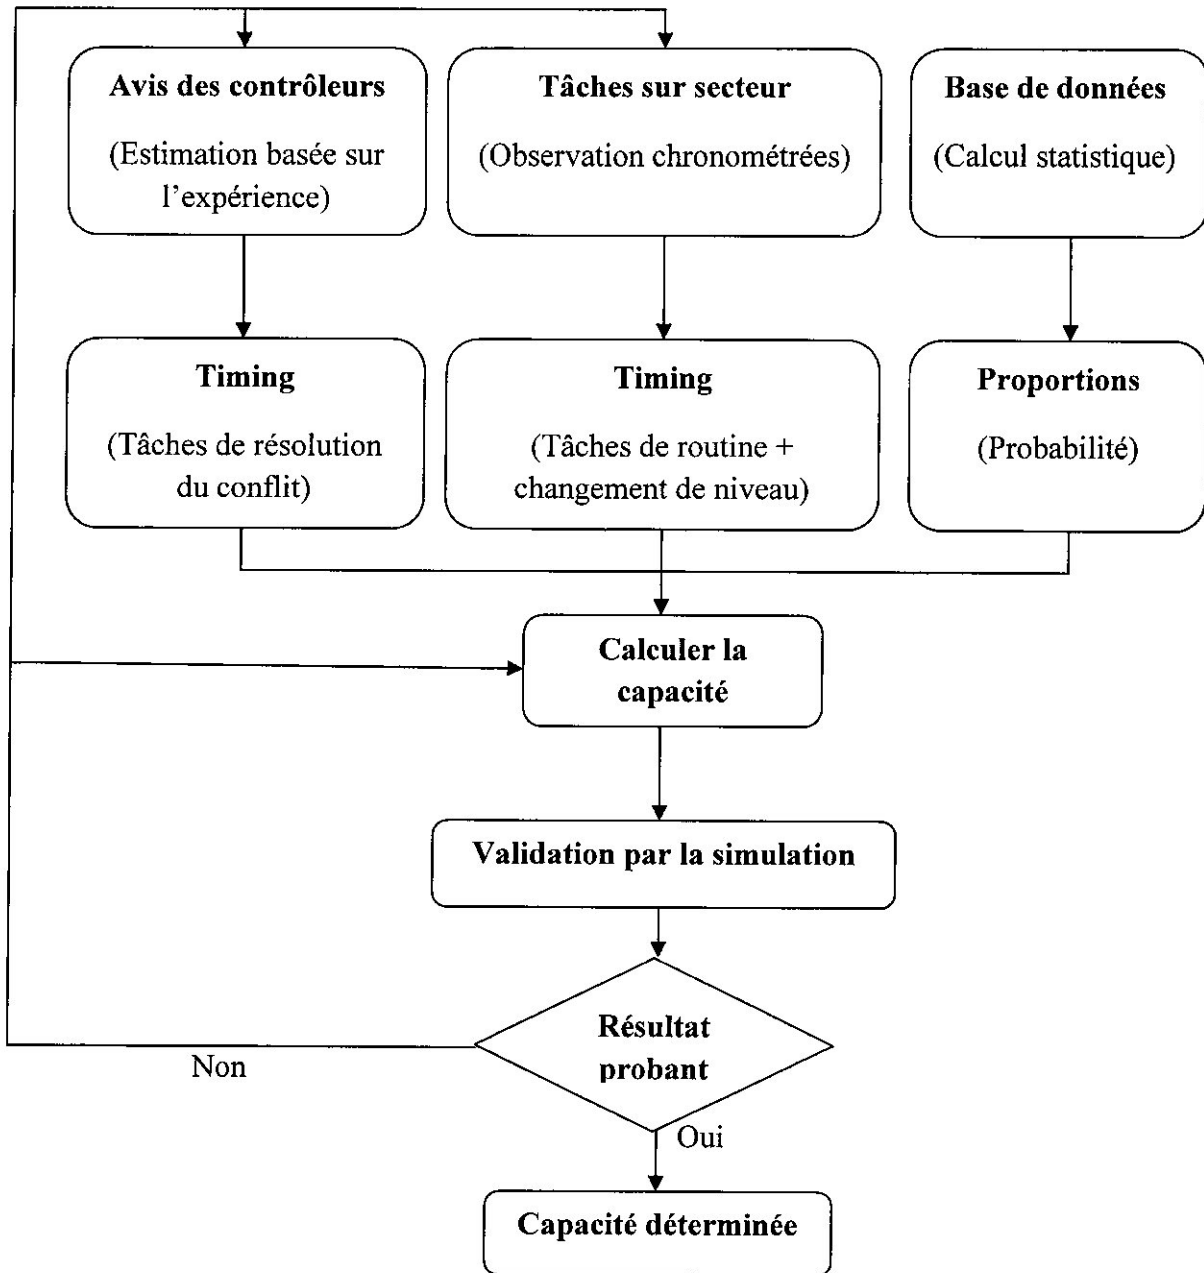 Avis des contrôleurs
(Estimation basée sur
l’expérience)
Tâches sur secteur
(Observation chronométrées)
Base de données
(Calcul statistique)
Timing
(Tâches de résolution
du conflit)
Timing
(Tâches de routine +
changement de niveau)
Proportions
(Probabilité)
Calculer la
capacité
Validation par la simulation
Résultat
probant
Non
Oui
Capacité déterminée